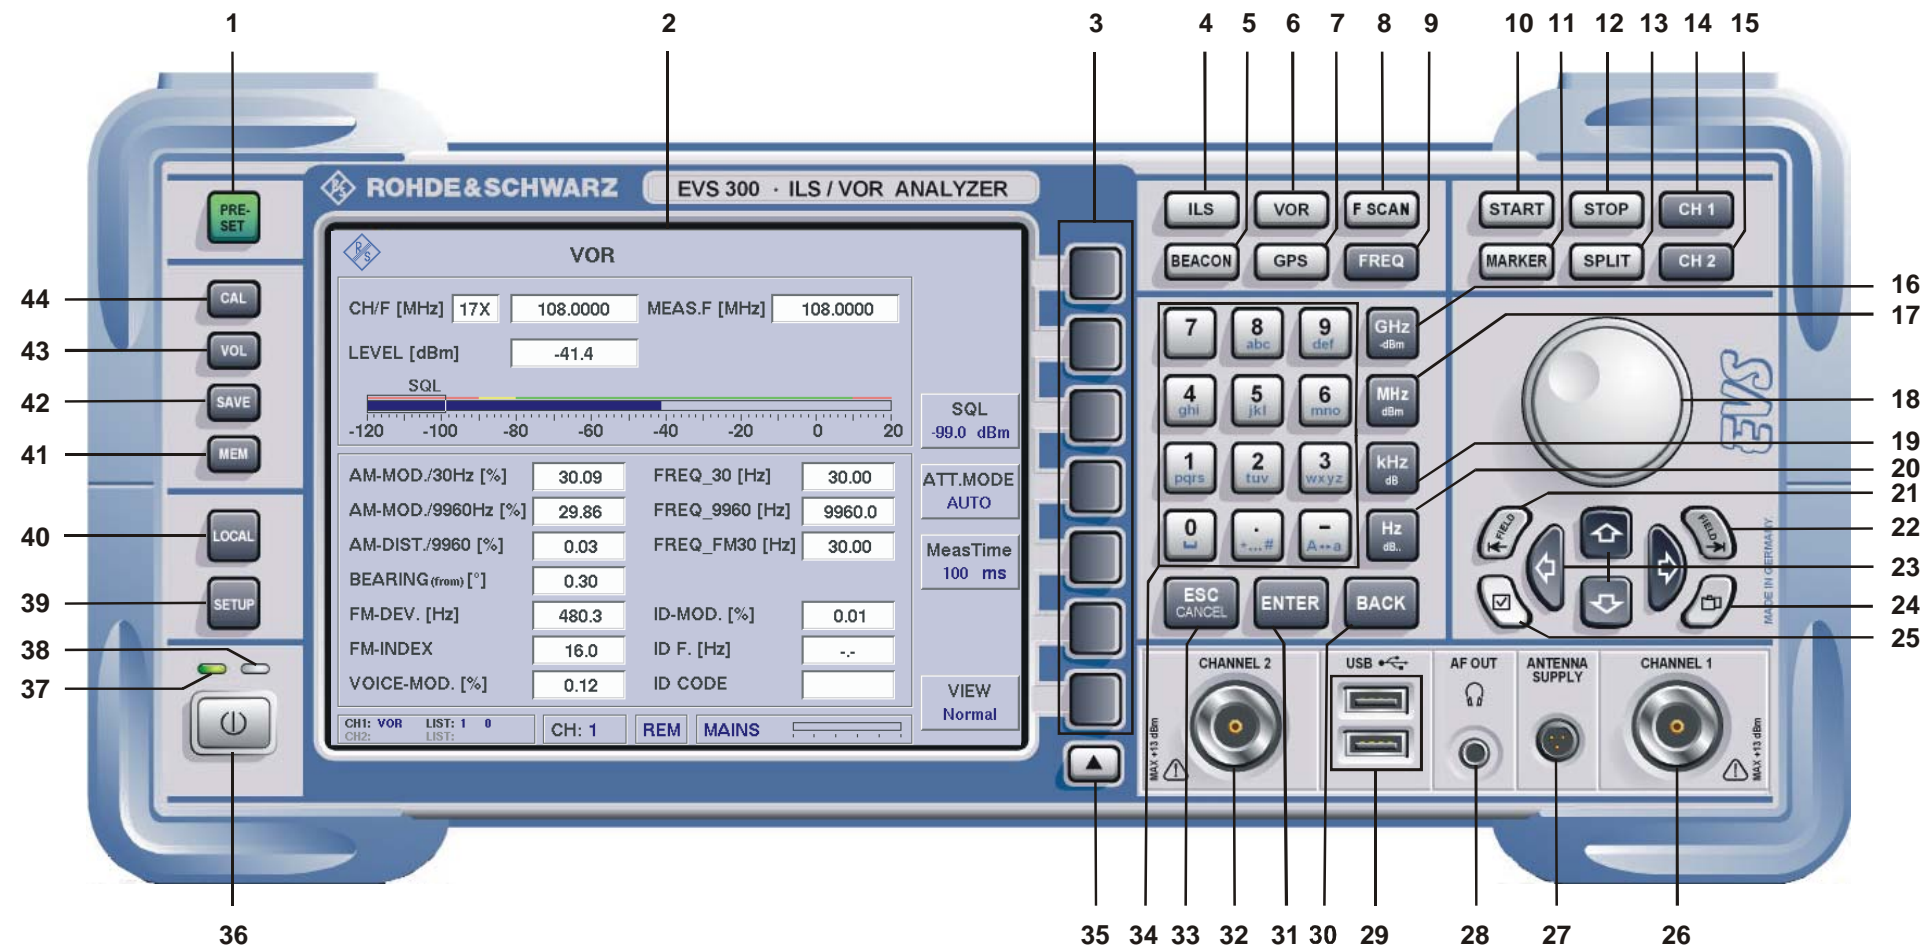 1 2 3 4 5 6 7 8 9 10 11 12 13 14 15
PRE-
SET
ROHDE&SCHWARZ
EVS 300 · ILS / VOR ANALYZER
R S
VOR
CH/F [MHz] 17X 108.0000 MEAS.F [MHz] 108.0000
LEVEL [dBm] -41.4
SQL
-120 -100 -80 -60 -40 -20 0 20
SQL
-99.0 dBm
AM-MOD./30Hz [%] 30.09 FREQ_30 [Hz] 30.00
ATT.MODE
AUTO
AM-MOD./9960Hz [%] 29.86 FREQ_9960 [Hz] 9960.0
AM-DIST./9960 [%] 0.03 FREQ_FM30 [Hz] 30.00
MeasTime
100 ms
BEARING (from) [°] 0.30
FM-DEV. [Hz] 480.3 ID-MOD. [%] 0.01
FM-INDEX 16.0 ID F. [Hz] -.-
VOICE-MOD. [%] 0.12 ID CODE
VIEW
Normal
CH1: VOR LIST: 1 0
CH2: LIST:
CH: 1
REM
MAINS
CAL
VOL
SAVE
MEM
LOCAL
SETUP
44
43
42
41
40
39
38
37
ILS VOR F SCAN
BEACON GPS FREQ
START STOP CH 1
MARKER SPLIT CH 2
7 8 abc 9 def GHz -dBm
4 ghi 5 jkl 6 mno MHz dBm
1 pqrs 2 tuv 3 wxyz kHz dB
0 . +...# – A↔a Hz dB..
ESC
CANCEL
ENTER
BACK
EVS
MADE IN GERMANY
FIELD
FIELD
16
17
18
19
20
21
22
23
24
25
CHANNEL 2
MAX +13 dBm
USB
AF OUT
ANTENNA
SUPPLY
CHANNEL 1
MAX +13 dBm
36 35 34 33 32 31 30 29 28 27 26